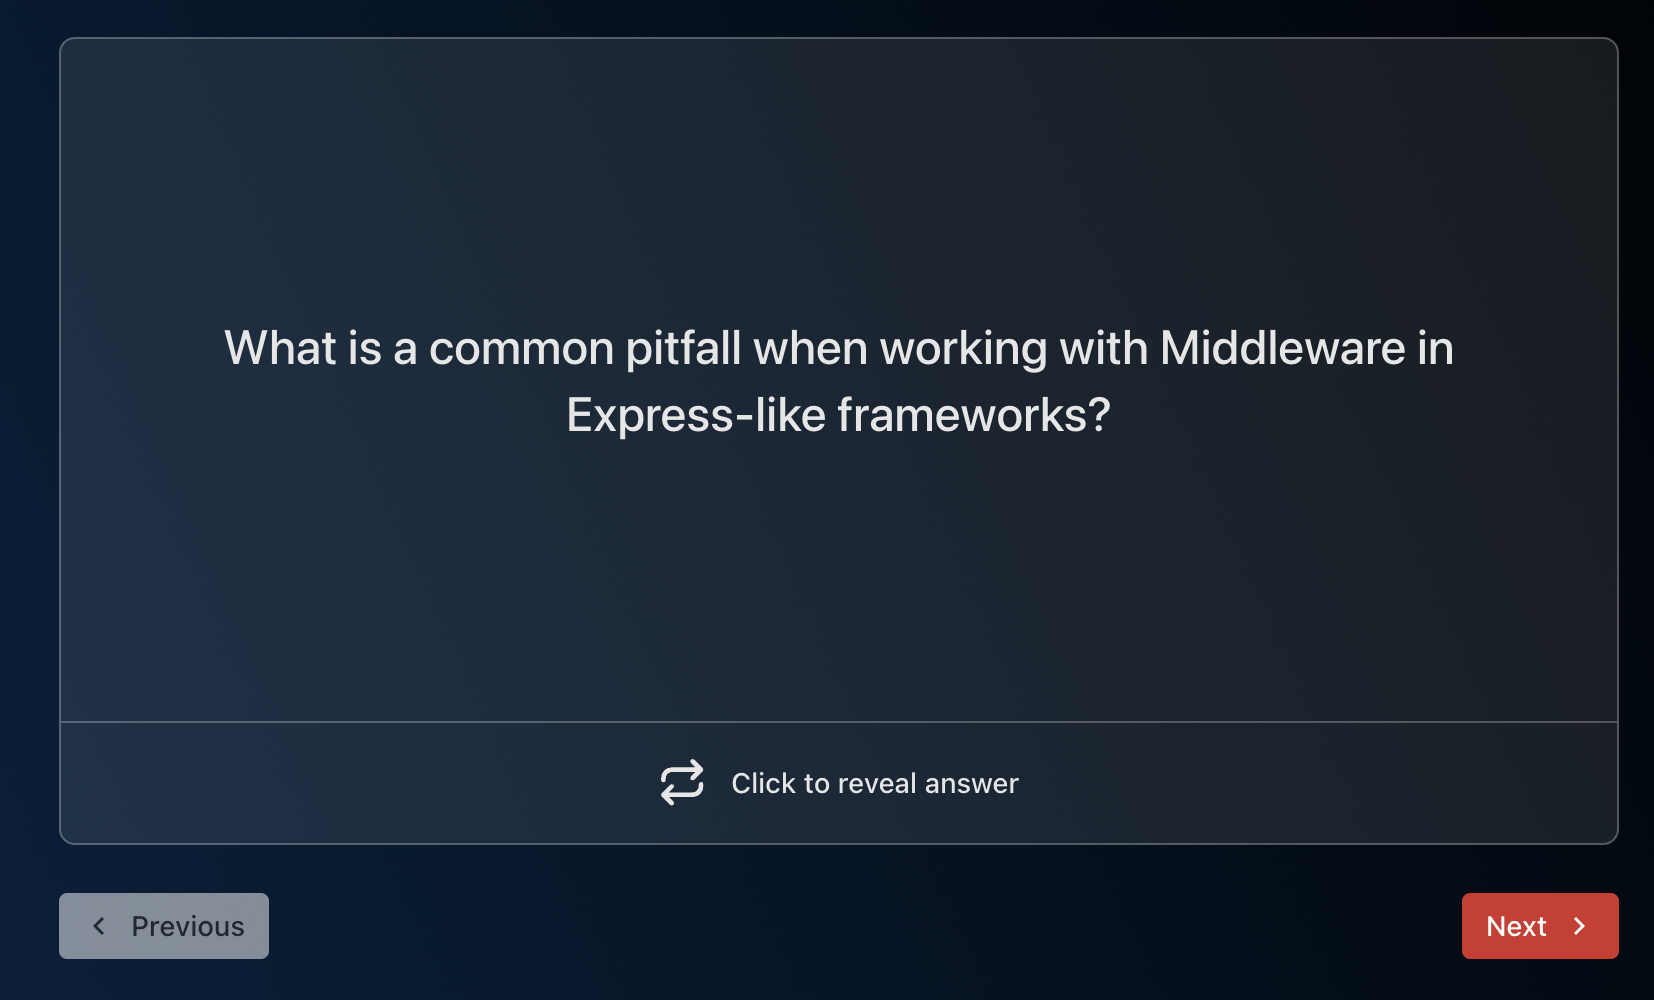 What is a common pitfall when working with Middleware in
Express-like frameworks?
Click to reveal answer
Previous
Next